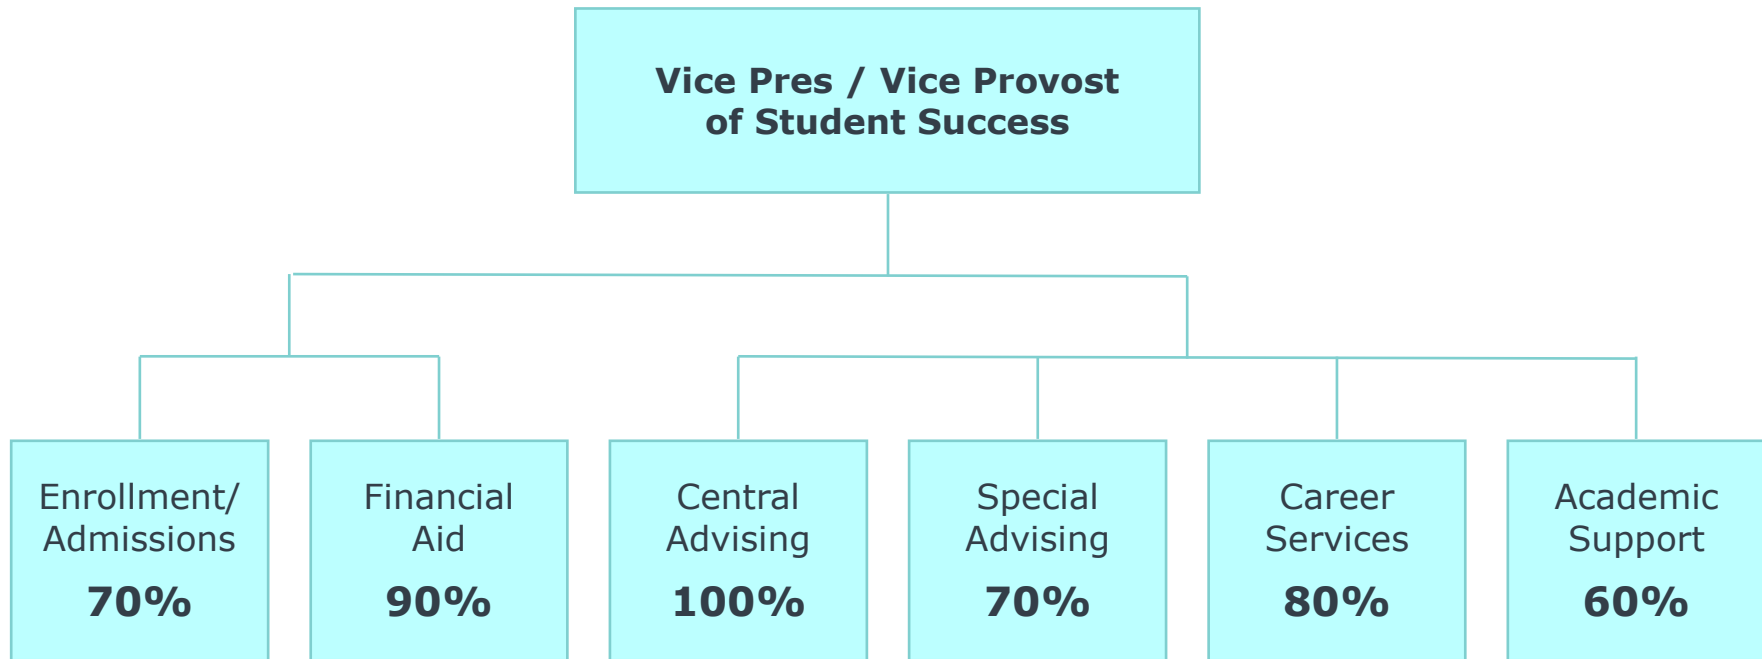 Vice Pres / Vice Provost
of Student Success
Enrollment/
Admissions
70%
Financial
Aid
90%
Central
Advising
100%
Special
Advising
70%
Career
Services
80%
Academic
Support
60%